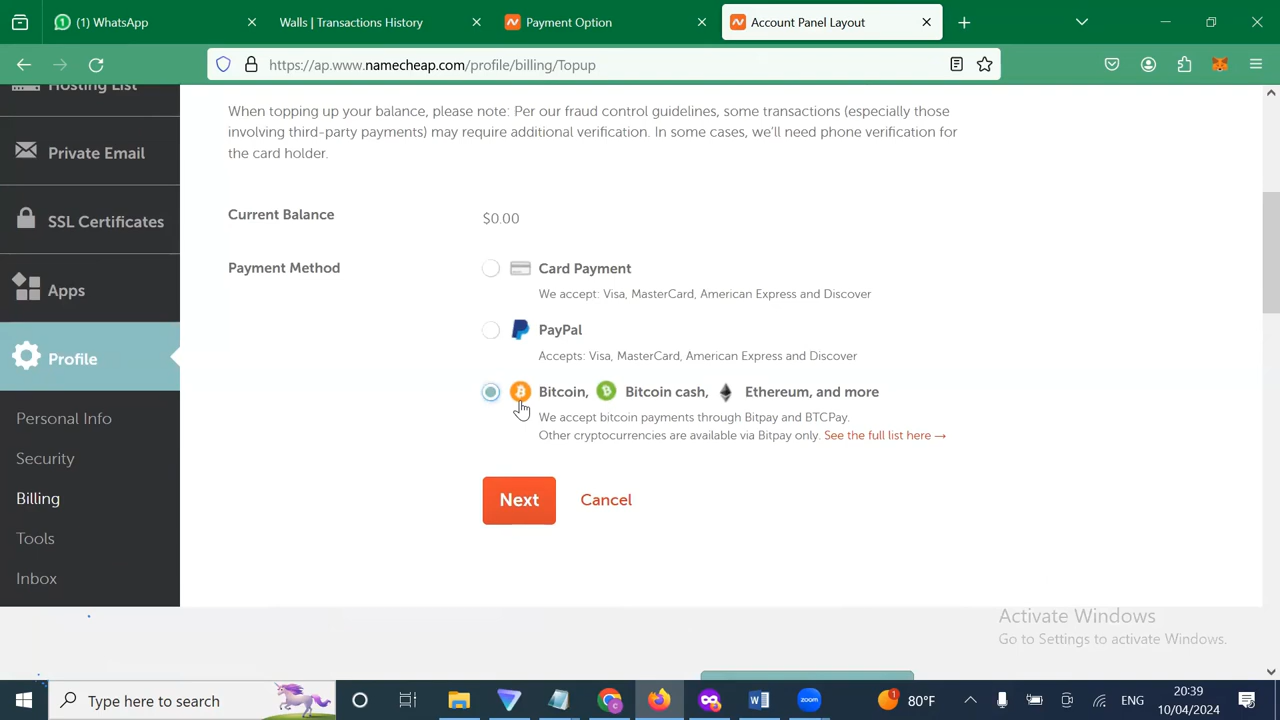 (1) WhatsApp
Walls | Transactions History
Payment Option
Account Panel Layout
https://ap.www.namecheap.com/profile/billing/Topup
Hosting List
Private Email
SSL Certificates
Apps
Profile
Personal Info
Security
Billing
Tools
Inbox
When topping up your balance, please note: Per our fraud control guidelines, some transactions (especially those
involving third-party payments) may require additional verification. In some cases, we'll need phone verification for
the card holder.
Current Balance
$0.00
Payment Method
Card Payment
We accept: Visa, MasterCard, American Express and Discover
PayPal
Accepts: Visa, MasterCard, American Express and Discover
Bitcoin, Bitcoin cash, Ethereum, and more
We accept bitcoin payments through Bitpay and BTCPay.
Other cryptocurrencies are available via Bitpay only. See the full list here →
Next
Cancel
Activate Windows
Go to Settings to activate Windows.
Type here to search
1
80°F
ENG
20:39
10/04/2024